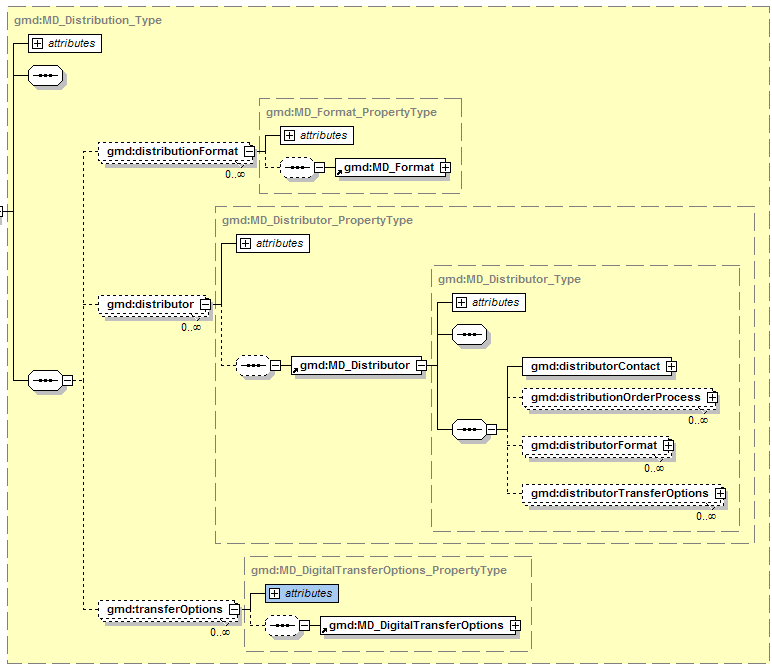 gmd:MD_Distribution_Type
attributes
gmd:MD_Format_PropertyType
attributes
gmd:distributionFormat
0..∞
gmd:MD_Format
gmd:MD_Distributor_PropertyType
attributes
gmd:MD_Distributor_Type
attributes
gmd:distributor
0..∞
gmd:MD_Distributor
gmd:distributorContact
gmd:distributionOrderProcess
0..∞
gmd:distributorFormat
0..∞
gmd:distributorTransferOptions
0..∞
gmd:MD_DigitalTransferOptions_PropertyType
attributes
gmd:transferOptions
0..∞
gmd:MD_DigitalTransferOptions